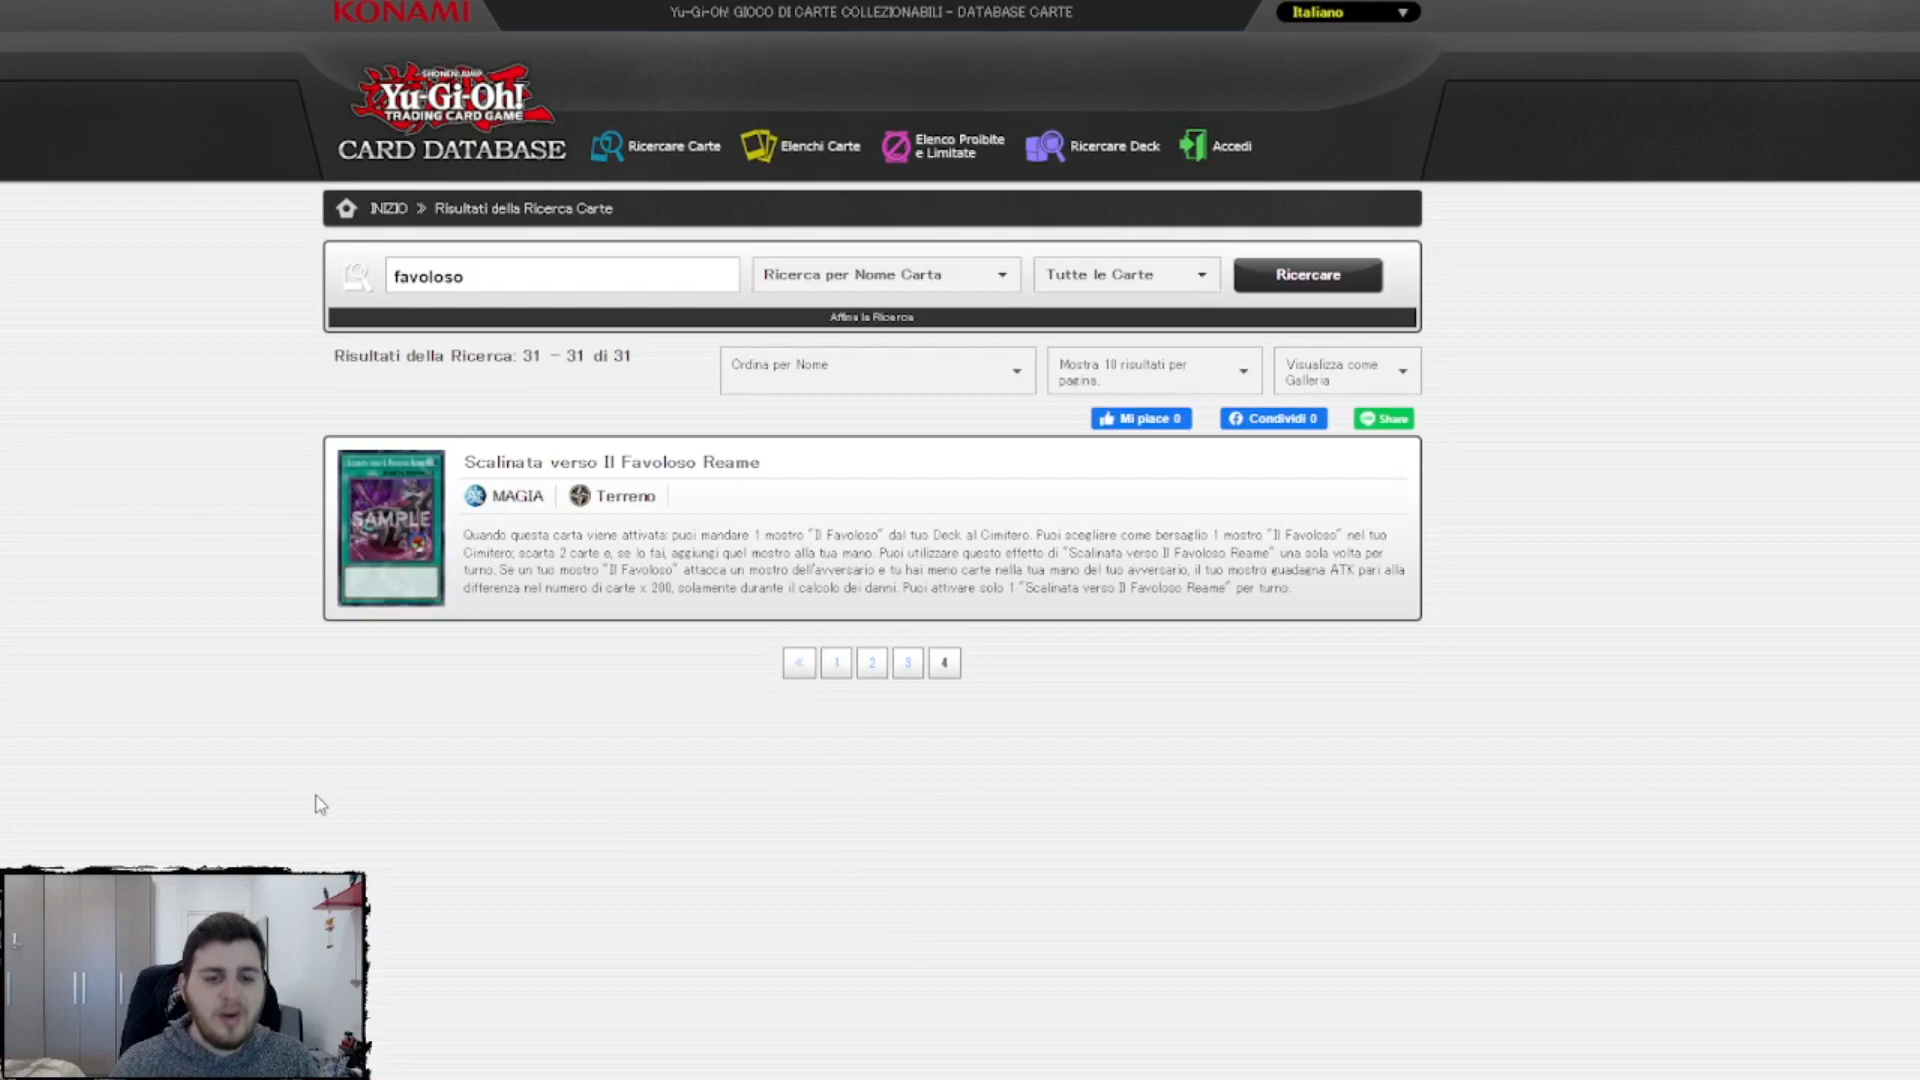 KONAMI
Yu-Gi-Oh! GIOCO DI CARTE COLLEZIONABILI - DATABASE CARTE
Italiano
SHONEN JUMP
Yu-Gi-Oh!
TRADING CARD GAME
CARD DATABASE
Ricercare Carte
Elenchi Carte
Elenco Proibite
e Limitate
Ricercare Deck
Accedi
INIZIO » Risultati della Ricerca Carte
favoloso
Ricerca per Nome Carta
Tutte le Carte
Ricercare
Affina la Ricerca
Risultati della Ricerca: 31 - 31 di 31
Ordina per Nome
Mostra 10 risultati per
pagina.
Visualizza come
Galleria
Mi piace 0
Condividi 0
Share
Scalinata verso Il Favoloso Reame
MAGIA
Terreno
SAMPLE
Quando questa carta viene attivata: puoi mandare 1 mostro "Il Favoloso" dal tuo Deck al Cimitero. Puoi scegliere come bersaglio 1 mostro "Il Favoloso" nel tuo
Cimitero; scarta 2 carte e, se lo fai, aggiungi quel mostro alla tua mano. Puoi utilizzare questo effetto di "Scalinata verso Il Favoloso Reame" una sola volta per
turno. Se un tuo mostro "Il Favoloso" attacca un mostro dell'avversario e tu hai meno carte nella tua mano del tuo avversario, il tuo mostro guadagna ATK pari alla
differenza nel numero di carte x 200, solamente durante il calcolo dei danni. Puoi attivare solo 1 "Scalinata verso Il Favoloso Reame" per turno.
« 1 2 3 4